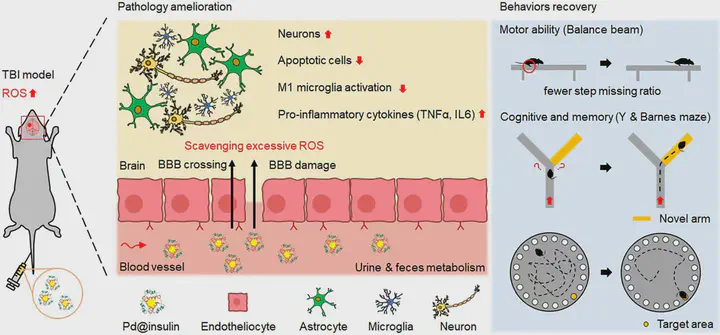 Pathology amelioration
Behaviors recovery
TBI model
ROS
Neurons
Apoptotic cells
M1 microglia activation
Pro-inflammatory cytokines (TNFα, IL6)
Scavenging excessive ROS
Brain
BBB crossing
BBB damage
Blood vessel
Urine & feces metabolism
Pd@insulin
Endotheliocyte
Astrocyte
Microglia
Neuron
Motor ability (Balance beam)
fewer step missing ratio
Cognitive and memory (Y & Barnes maze)
Novel arm
Target area